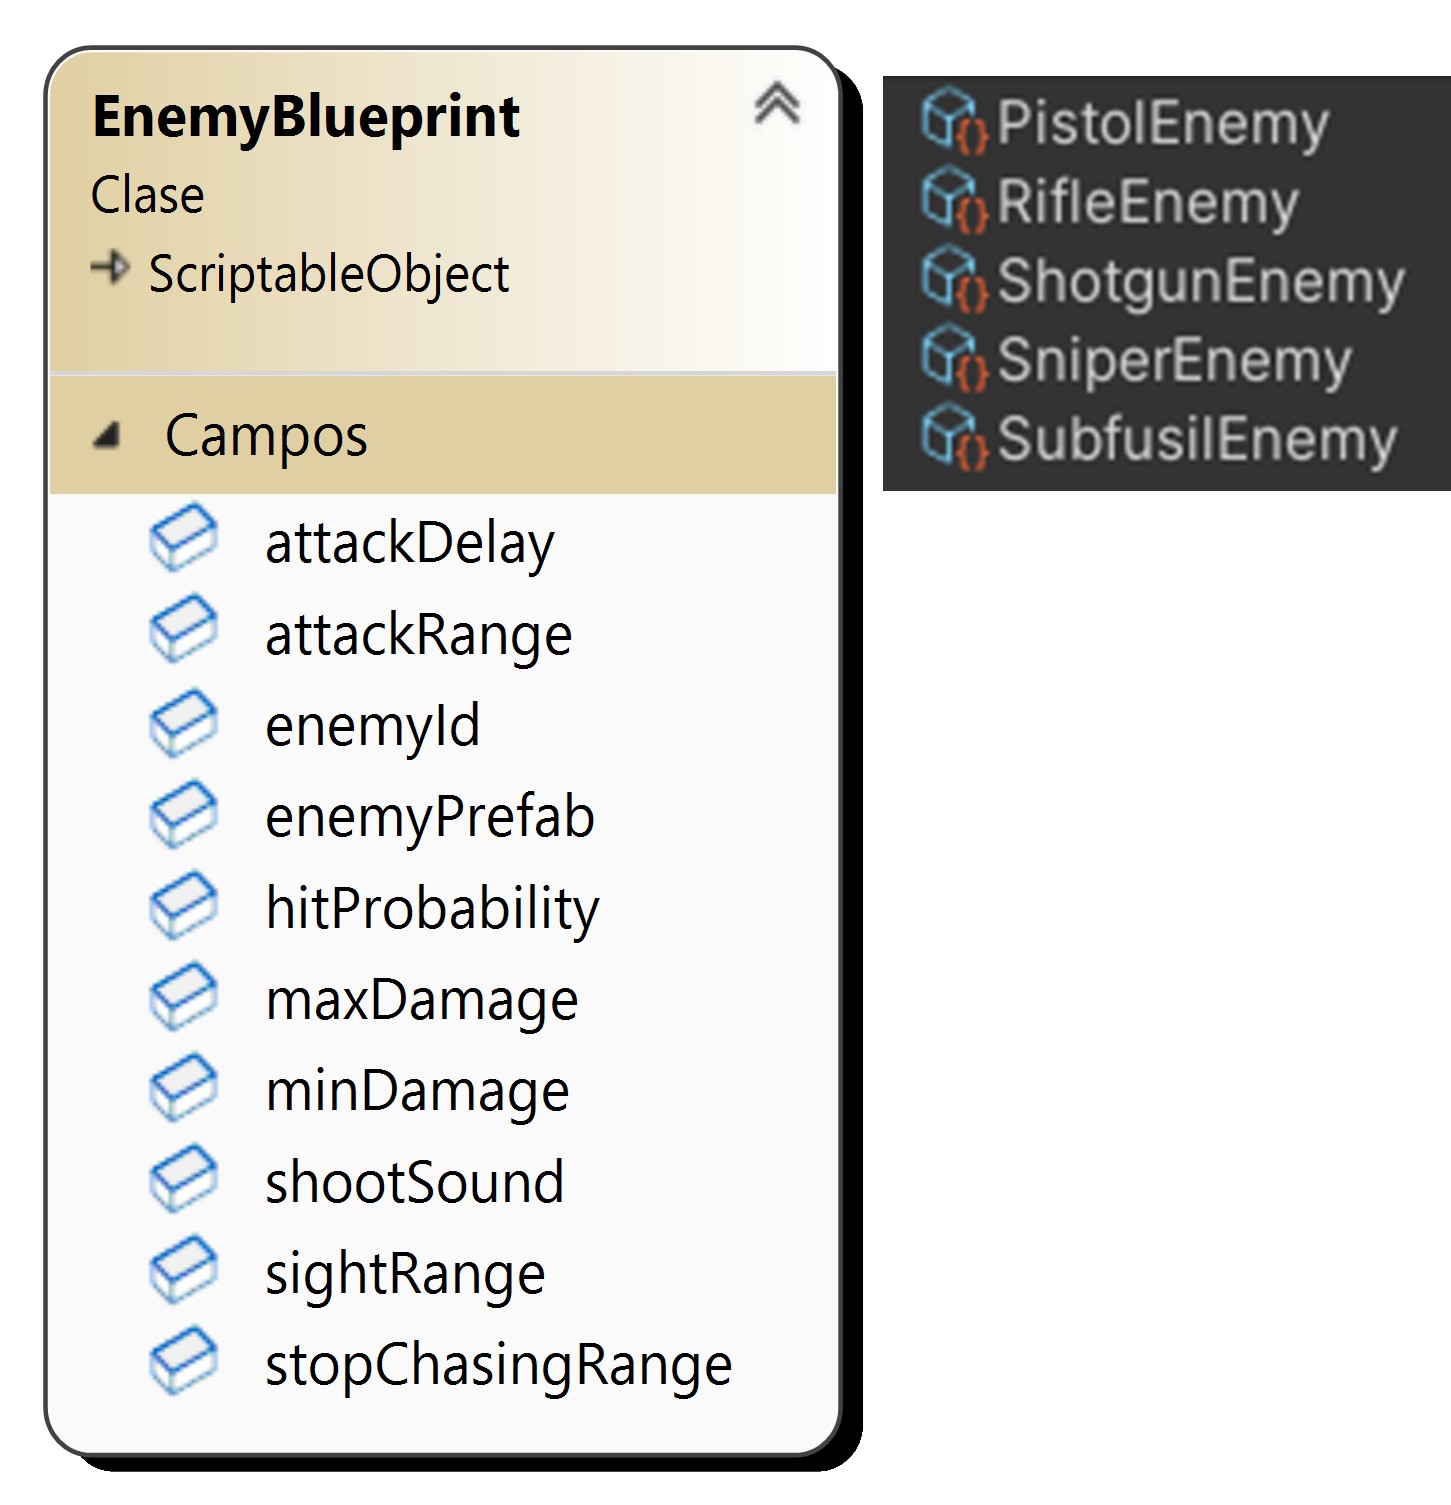 EnemyBlueprint
Clase
ScriptableObject
Campos
attackDelay
attackRange
enemyId
enemyPrefab
hitProbability
maxDamage
minDamage
shootSound
sightRange
stopChasingRange
{} PistolEnemy
{} RifleEnemy
{} ShotgunEnemy
{} SniperEnemy
{} SubfusilEnemy